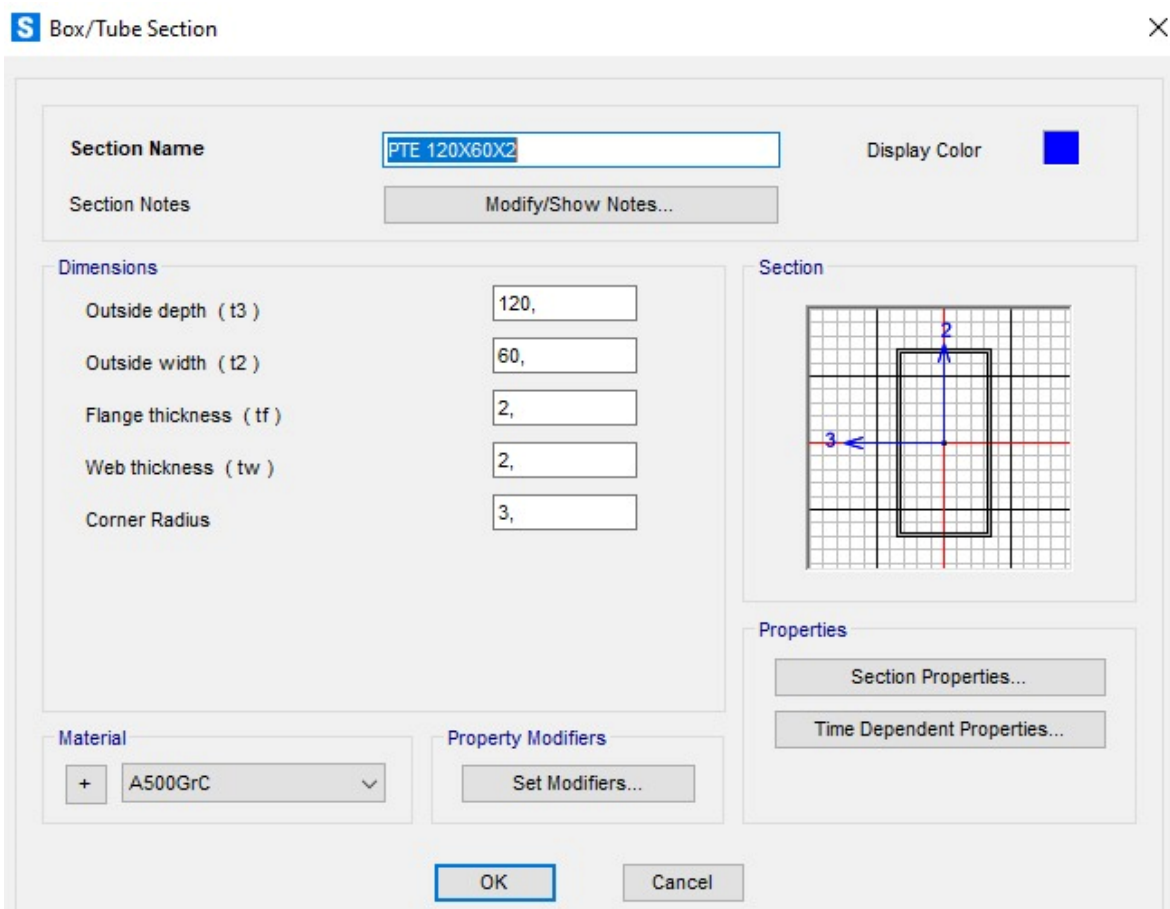 S Box/Tube Section
Section Name PTE 120X60X2 Display Color
Section Notes Modify/Show Notes...
Dimensions
Outside depth ( t3 ) 120,
Outside width ( t2 ) 60,
Flange thickness ( tf ) 2,
Web thickness ( tw ) 2,
Corner Radius 3,
Section
2
3
Properties
Section Properties...
Time Dependent Properties...
Material
+ A500GrC
Property Modifiers
Set Modifiers...
OK Cancel